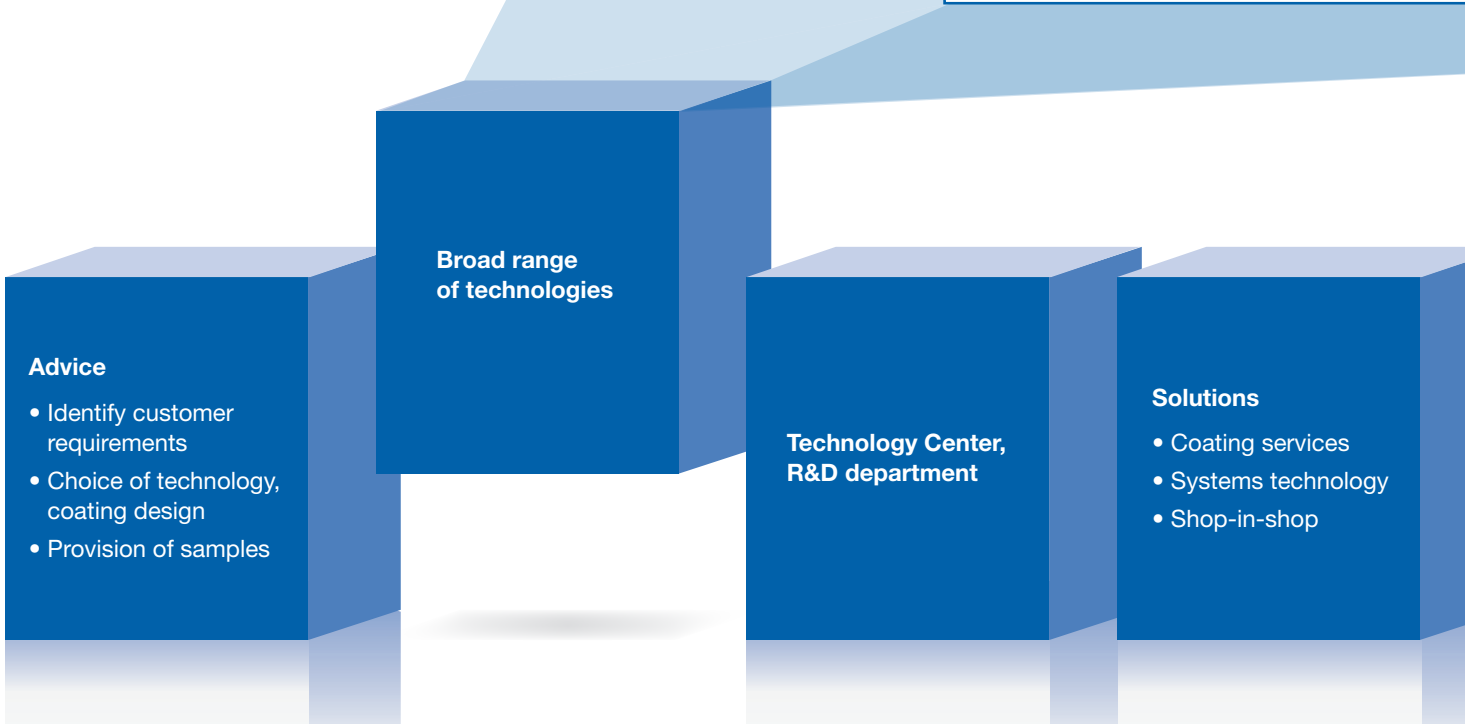 Advice
• Identify customer
requirements
• Choice of technology,
coating design
• Provision of samples
Broad range
of technologies
Technology Center,
R&D department
Solutions
• Coating services
• Systems technology
• Shop-in-shop